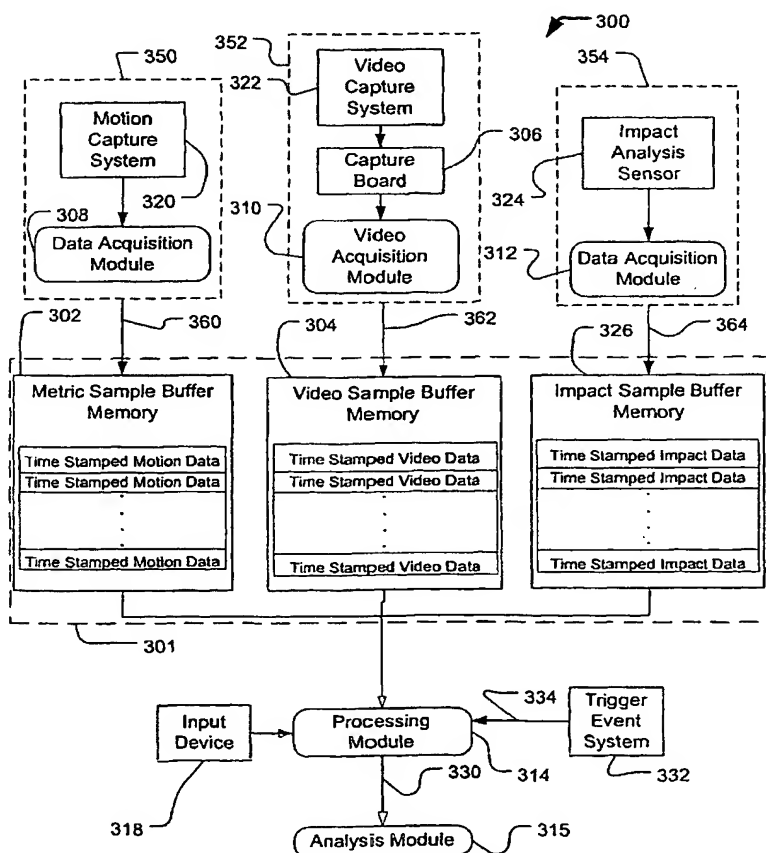 300
350
352
354
322
Video
Capture
System
Motion
Capture
System
306
Impact
Analysis
Sensor
Capture
Board
320
324
308
310
Data Acquisition
Module
Video
Acquisition
Module
312
Data Acquisition
Module
302
360
304
362
326
364
Metric Sample Buffer
Memory
Video Sample Buffer
Memory
Impact Sample Buffer
Memory
Time Stamped Motion Data
Time Stamped Motion Data
.
.
.
Time Stamped Motion Data
Time Stamped Video Data
Time Stamped Video Data
.
.
.
Time Stamped Video Data
Time Stamped Impact Data
Time Stamped Impact Data
.
.
.
Time Stamped Impact Data
301
334
Input
Device
Processing
Module
Trigger
Event
System
318
330
314
332
Analysis Module
315